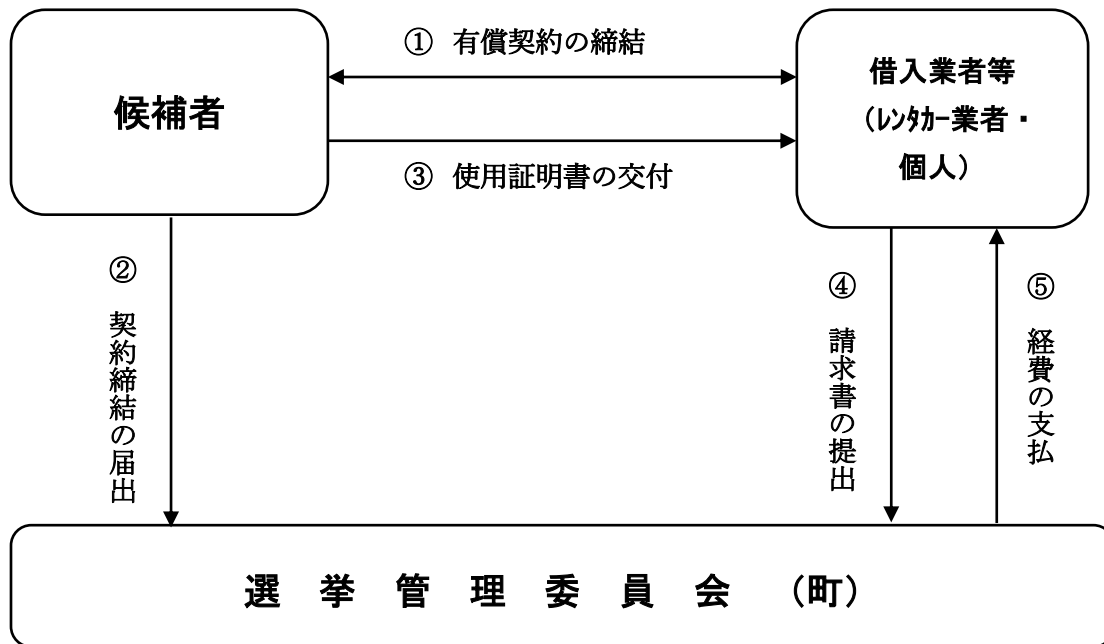 ① 有償契約の締結
候補者
借入業者等
（ﾚﾝﾀｶｰ業者・
個人）
③ 使用証明書の交付
② 契約締結の届出
④ 請求書の提出
⑤ 経費の支払
選 挙 管 理 委 員 会 （町）